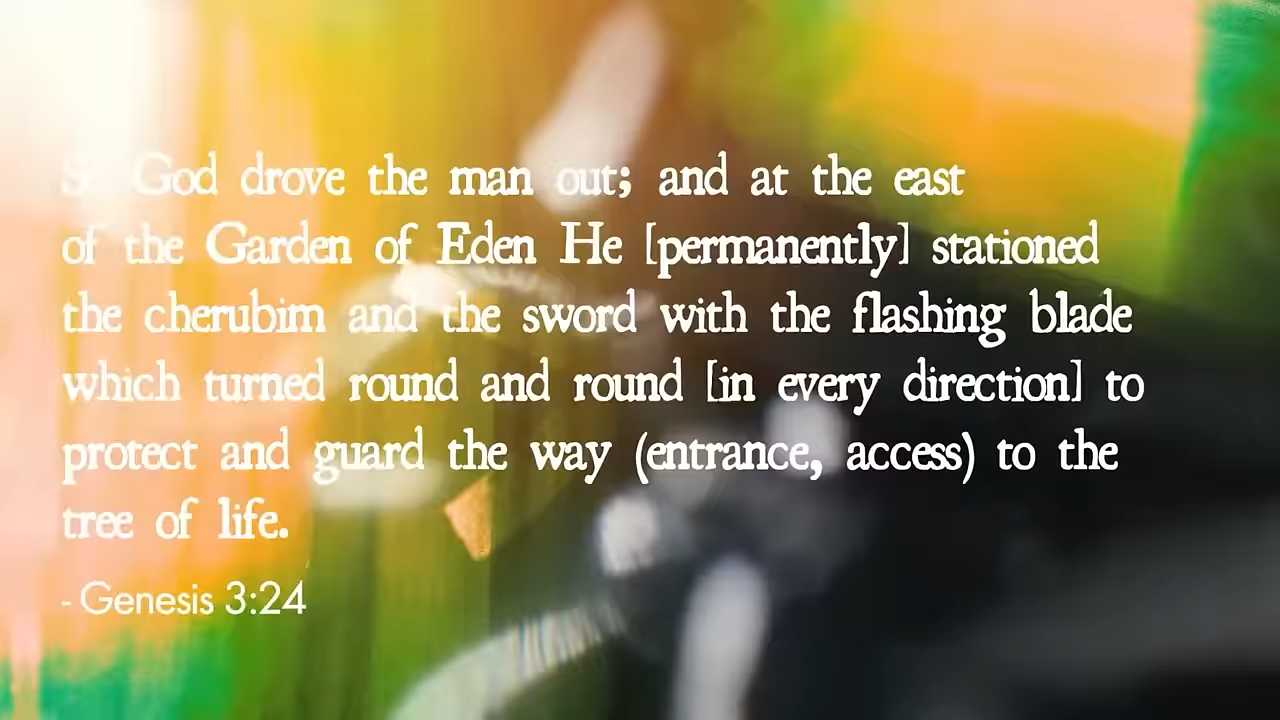 So God drove the man out; and at the east
of the Garden of Eden He [permanently] stationed
the cherubim and the sword with the flashing blade
which turned round and round [in every direction] to
protect and guard the way (entrance, access) to the
tree of life.
- Genesis 3:24